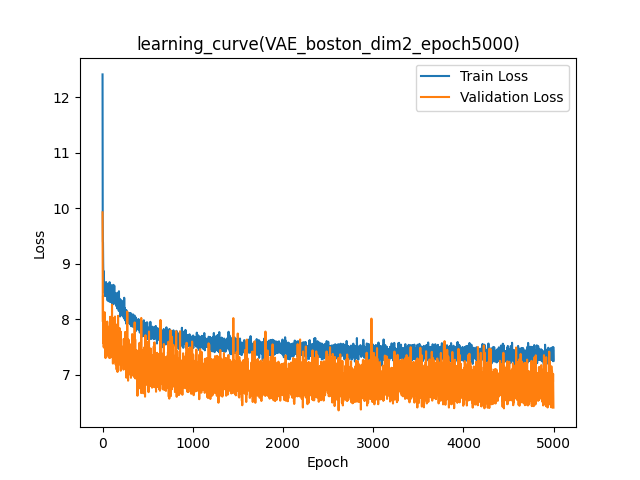 learning_curve(VAE_boston_dim2_epoch5000)
Train Loss
Validation Loss
12
11
10
9
8
7
Loss
0
1000
2000
3000
4000
5000
Epoch